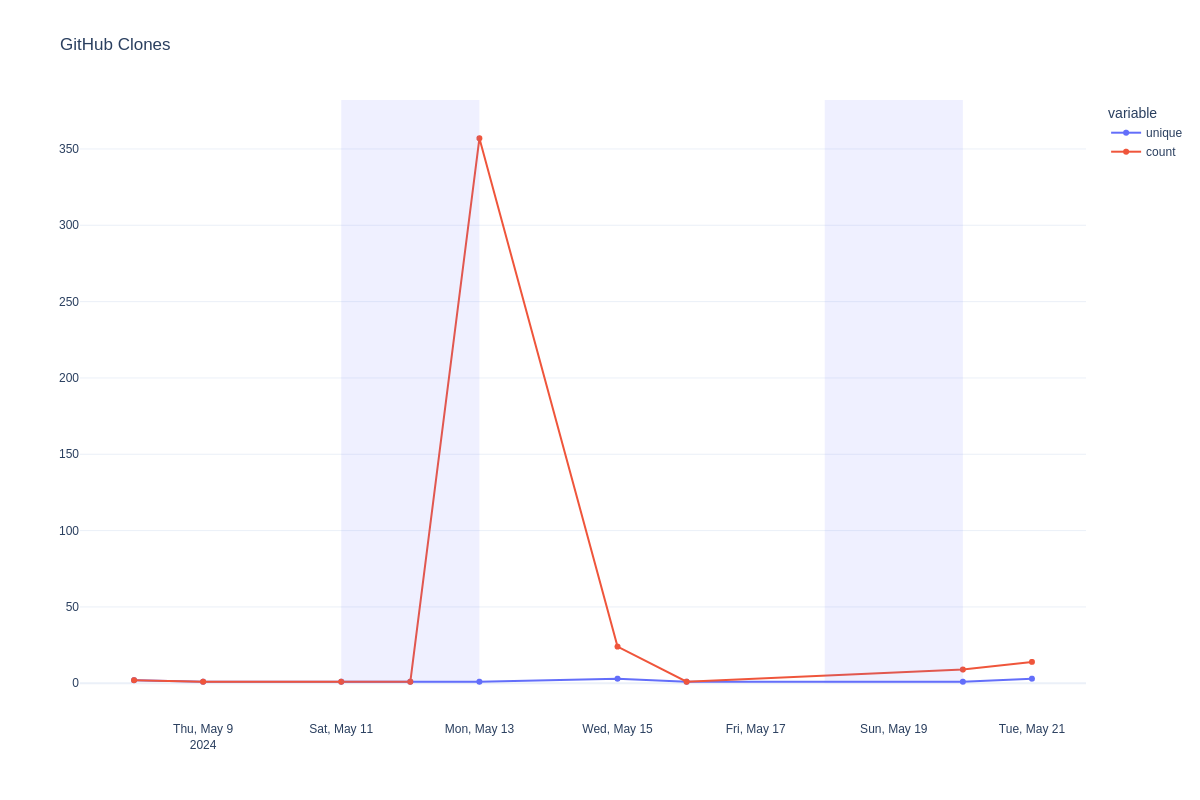 GitHub Clones
variable
unique
count
350
300
250
200
150
100
50
0
Thu, May 9
2024
Sat, May 11
Mon, May 13
Wed, May 15
Fri, May 17
Sun, May 19
Tue, May 21